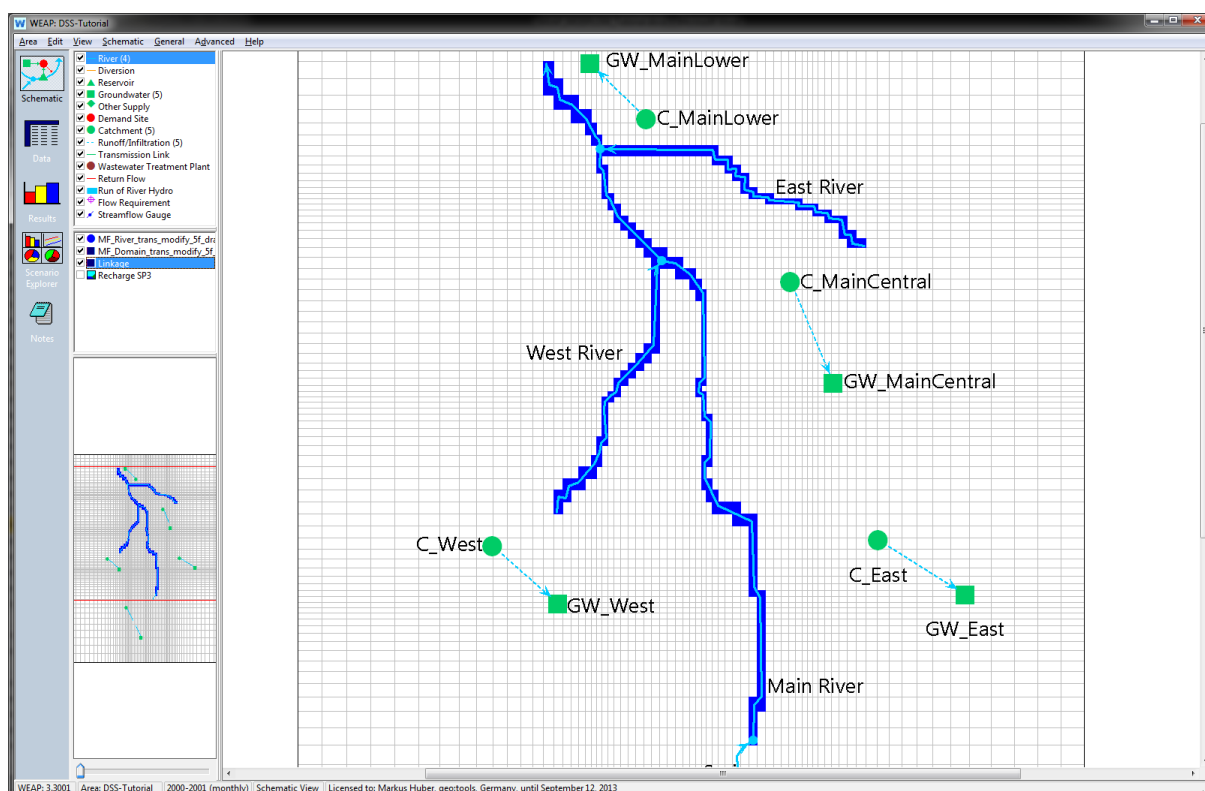 WEAP: DSS-Tutorial
Area Edit View Schematic General Advanced Help
Schematic
Data
Results
Scenario
Explorer
Notes
River (4)
Diversion
Reservoir
Groundwater (5)
Other Supply
Demand Site
Catchment (5)
Runoff/Infiltration (5)
Transmission Link
Wastewater Treatment Plant
Return Flow
Run of River Hydro
Flow Requirement
Streamflow Gauge
MF_River_trans_modify_5f_dra
MF_Domain_trans_modify_5f_
Linkage
Recharge SP3
GW_MainLower
C_MainLower
East River
C_MainCentral
West River
GW_MainCentral
C_West
C_East
GW_West
GW_East
Main River
WEAP: 3.3001 Area: DSS-Tutorial 2000-2001 (monthly) Schematic View Licensed to: Markus Huber, geo:tools, Germany, until September 12, 2013